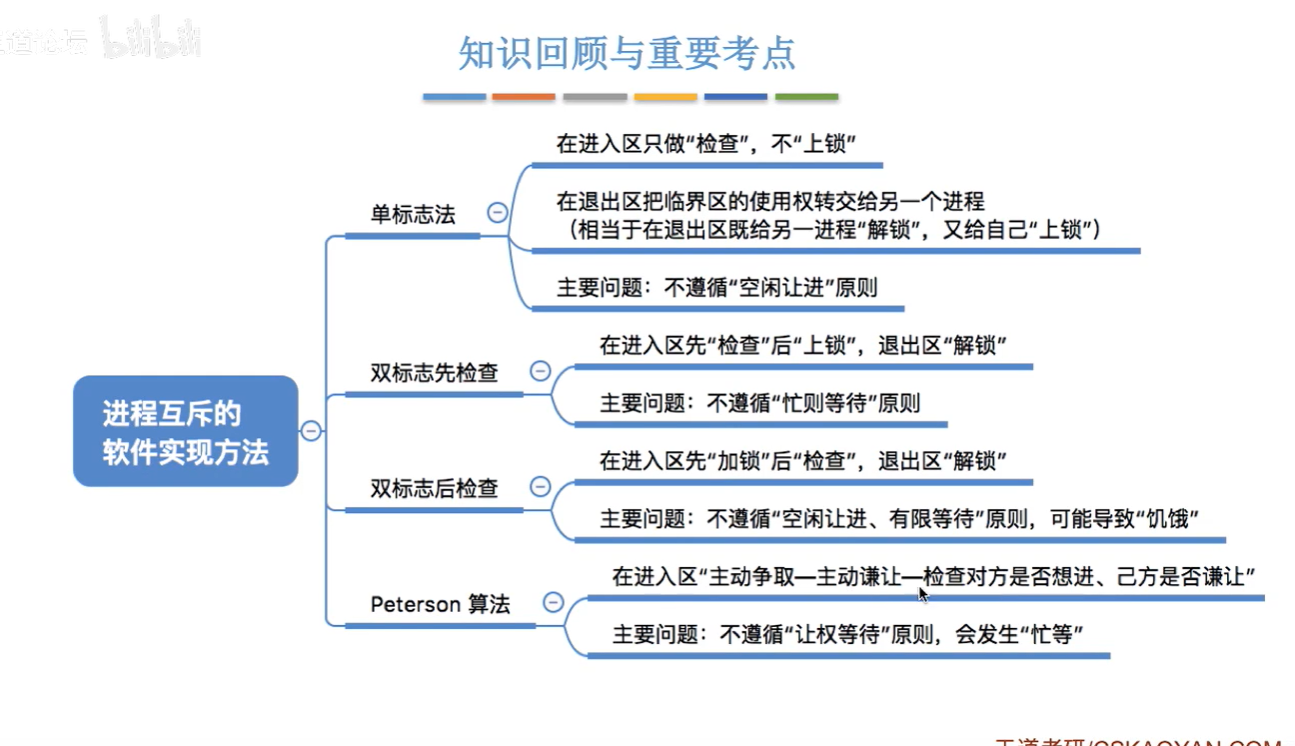 bilibili
知识回顾与重要考点
在进入区只做“检查”，不“上锁”
单标志法
在退出区把临界区的使用权转交给另一个进程
（相当于在退出区既给另一进程“解锁”，又给自己“上锁”）
主要问题：不遵循“空闲让进”原则
在进入区先“检查”后“上锁”，退出区“解锁”
双标志先检查
主要问题：不遵循“忙则等待”原则
进程互斥的
软件实现方法
在进入区先“加锁”后“检查”，退出区“解锁”
双标志后检查
主要问题：不遵循“空闲让进、有限等待”原则，可能导致“饥饿”
在进入区“主动争取—主动谦让—检查对方是否想进、己方是否谦让”
Peterson 算法
主要问题：不遵循“让权等待”原则，会发生“忙等”